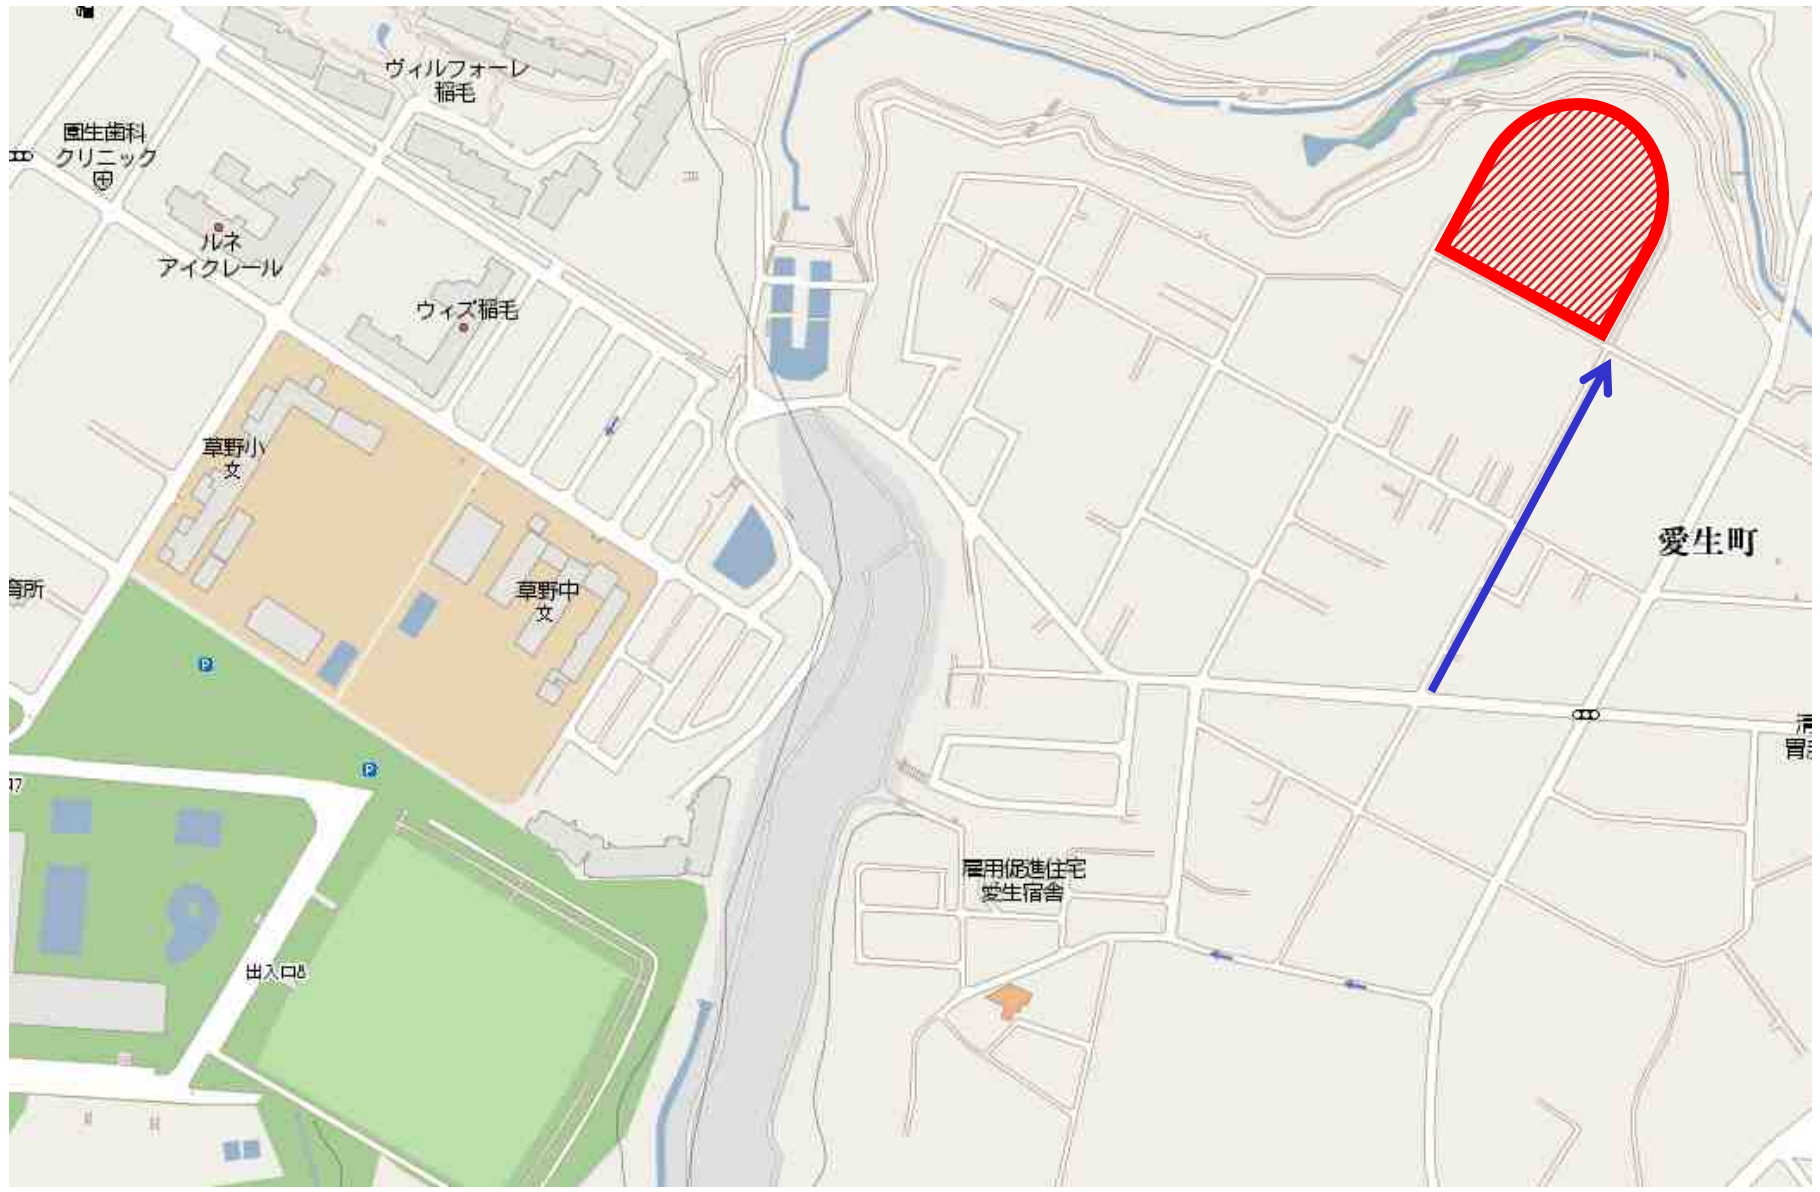 ヴィルフォーレ
稲毛
園生歯科
クリニック
ルネ
アイクレール
ウィズ稲毛
草野小
文
愛生町
育所
草野中
文
P
P
雇用促進住宅
愛生宿舎
出入口8